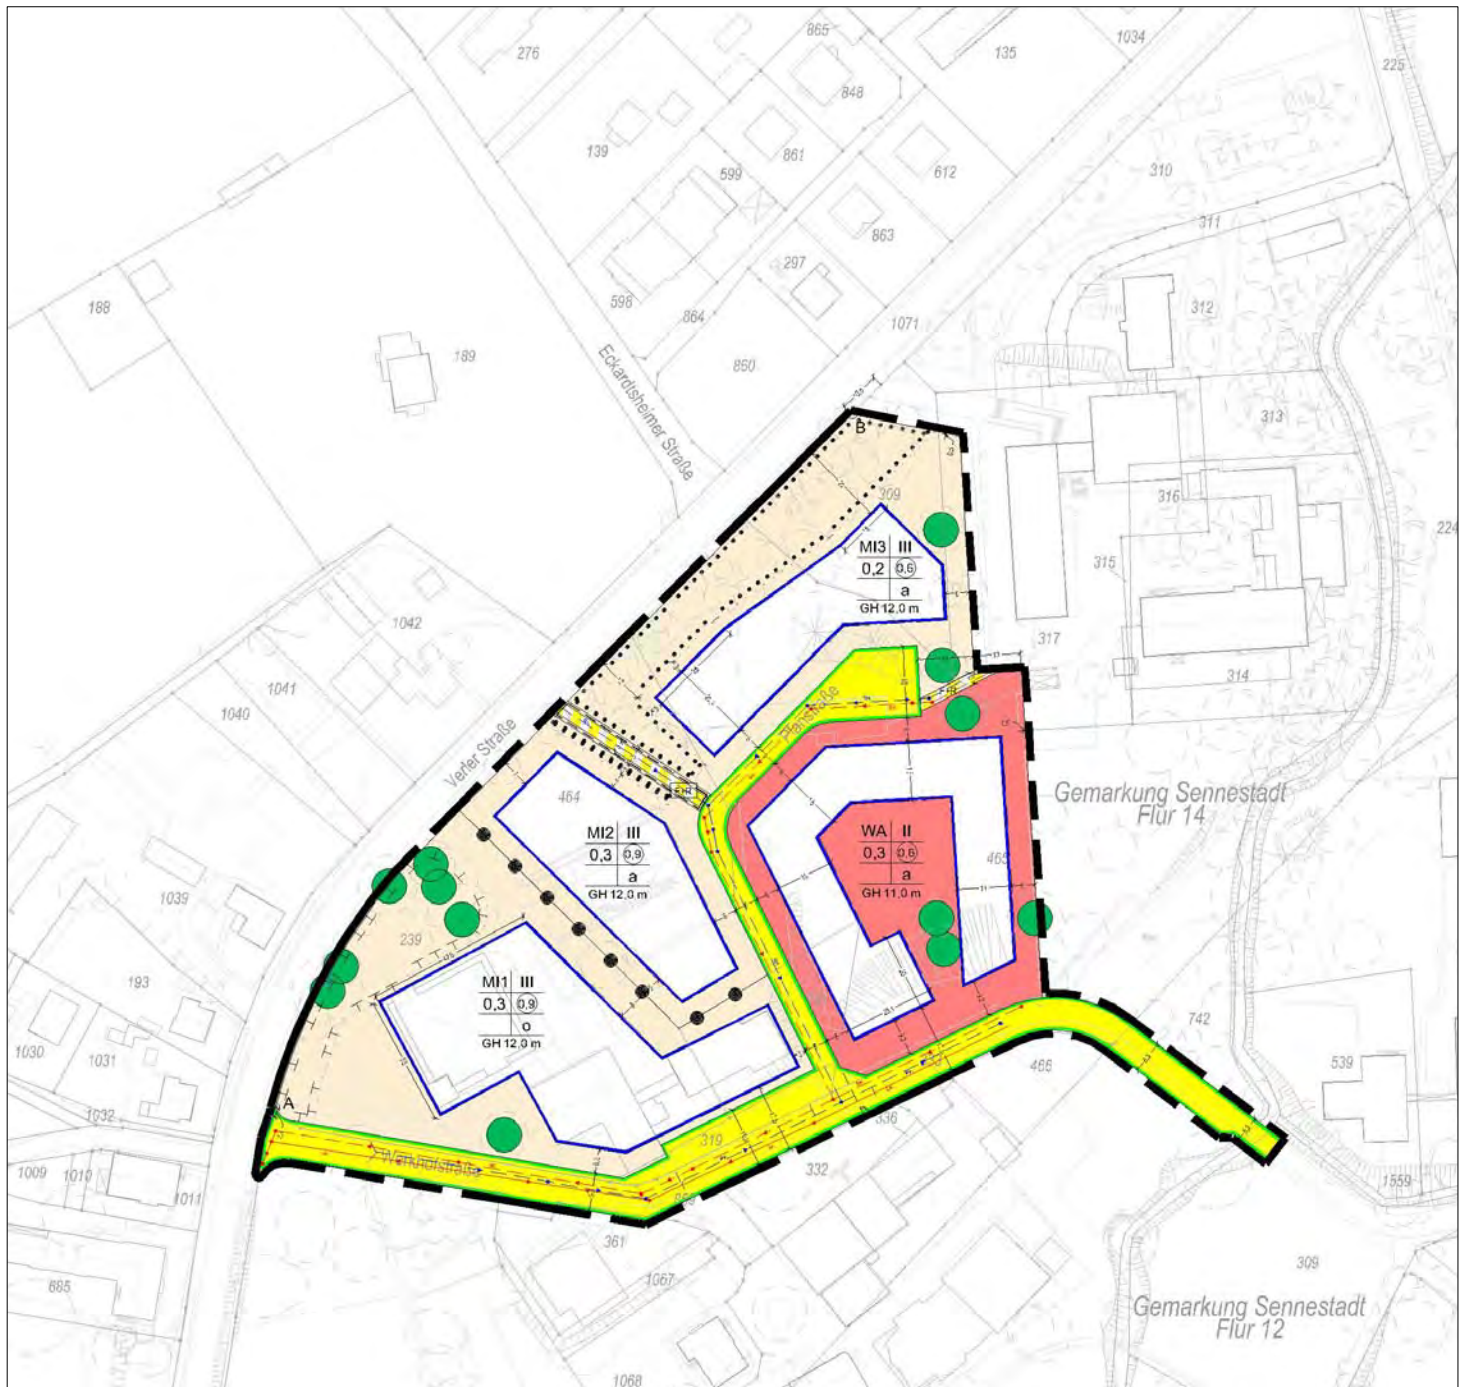 276
865
135
1034
225
848
139
861
599
612
310
863
311
297
188
598
864
312
1071
189
860
Eckardtsheimer Straße
313
B
309
316
224
MI3 III
0,2 0,6
a
GH 12,0 m
315
1042
317
314
1041
1040
Planstraße
Verler Straße
464
Gemarkung Sennestadt
Flur 14
MI2 III
0,3 0,9
a
GH 12,0 m
WA II
0,3 0,6
a
GH 11,0 m
465
1039
239
193
MI1 III
0,3 0,9
o
GH 12,0 m
742
1030
1031
539
466
A
1032
336
319
Werkhofstraße
332
1009
1010
1011
1559
361
309
685
1067
Gemarkung Sennestadt
Flur 12
1068